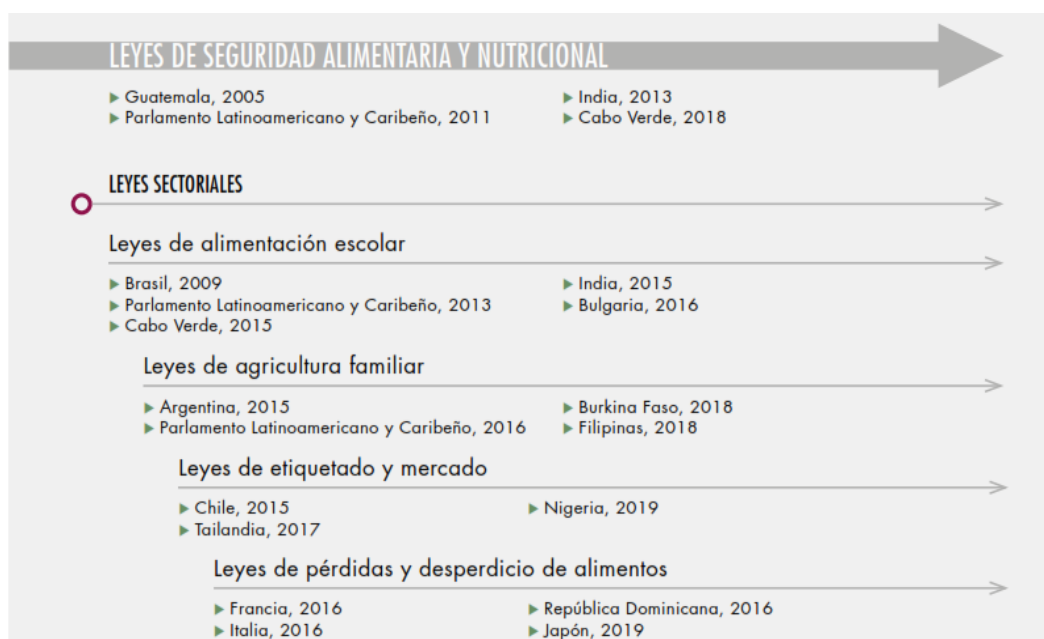 LEYES DE SEGURIDAD ALIMENTARIA Y NUTRICIONAL
▶ Guatemala, 2005
▶ Parlamento Latinoamericano y Caribeño, 2011
▶ India, 2013
▶ Cabo Verde, 2018
LEYES SECTORIALES
Leyes de alimentación escolar
▶ Brasil, 2009
▶ Parlamento Latinoamericano y Caribeño, 2013
▶ Cabo Verde, 2015
▶ India, 2015
▶ Bulgaria, 2016
Leyes de agricultura familiar
▶ Argentina, 2015
▶ Parlamento Latinoamericano y Caribeño, 2016
▶ Burkina Faso, 2018
▶ Filipinas, 2018
Leyes de etiquetado y mercado
▶ Chile, 2015
▶ Tailandia, 2017
▶ Nigeria, 2019
Leyes de pérdidas y desperdicio de alimentos
▶ Francia, 2016
▶ Italia, 2016
▶ República Dominicana, 2016
▶ Japón, 2019